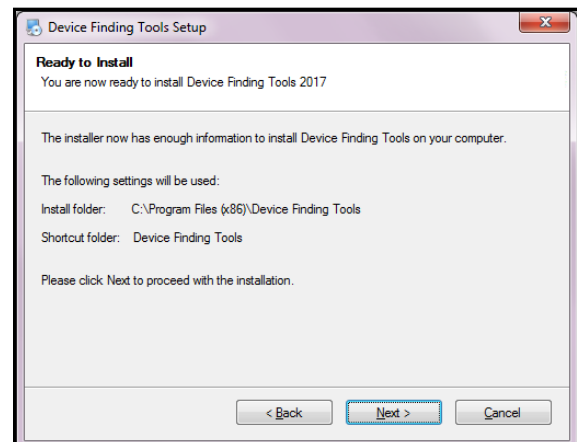 Device Finding Tools Setup
Ready to Install
You are now ready to install Device Finding Tools 2017
The installer now has enough information to install Device Finding Tools on your computer.
The following settings will be used:
Install folder: C:\Program Files (x86)\Device Finding Tools
Shortcut folder: Device Finding Tools
Please click Next to proceed with the installation.
< Back Next > Cancel